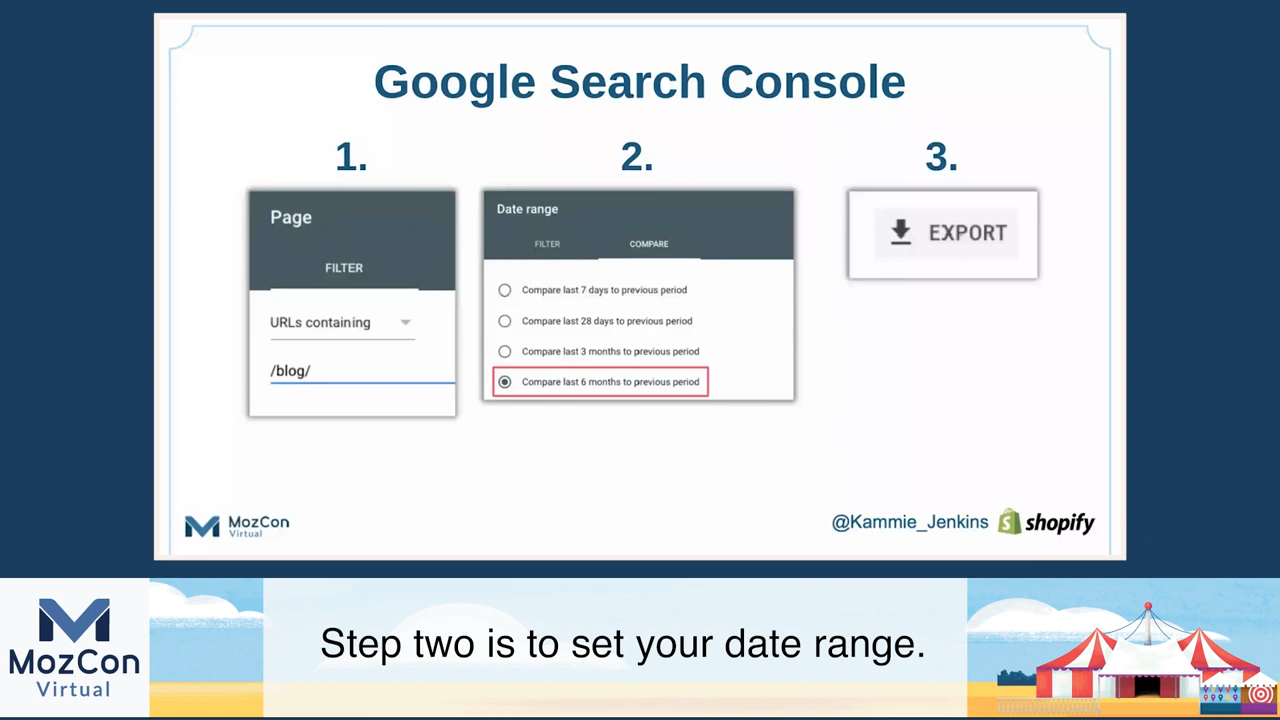 Google Search Console
1.
2.
3.
Page
FILTER
URLs containing
/blog/
Date range
FILTER
COMPARE
Compare last 7 days to previous period
Compare last 28 days to previous period
Compare last 3 months to previous period
Compare last 6 months to previous period
EXPORT
MozCon
Virtual
@Kammie_Jenkins
shopify
MozCon
Virtual
Step two is to set your date range.